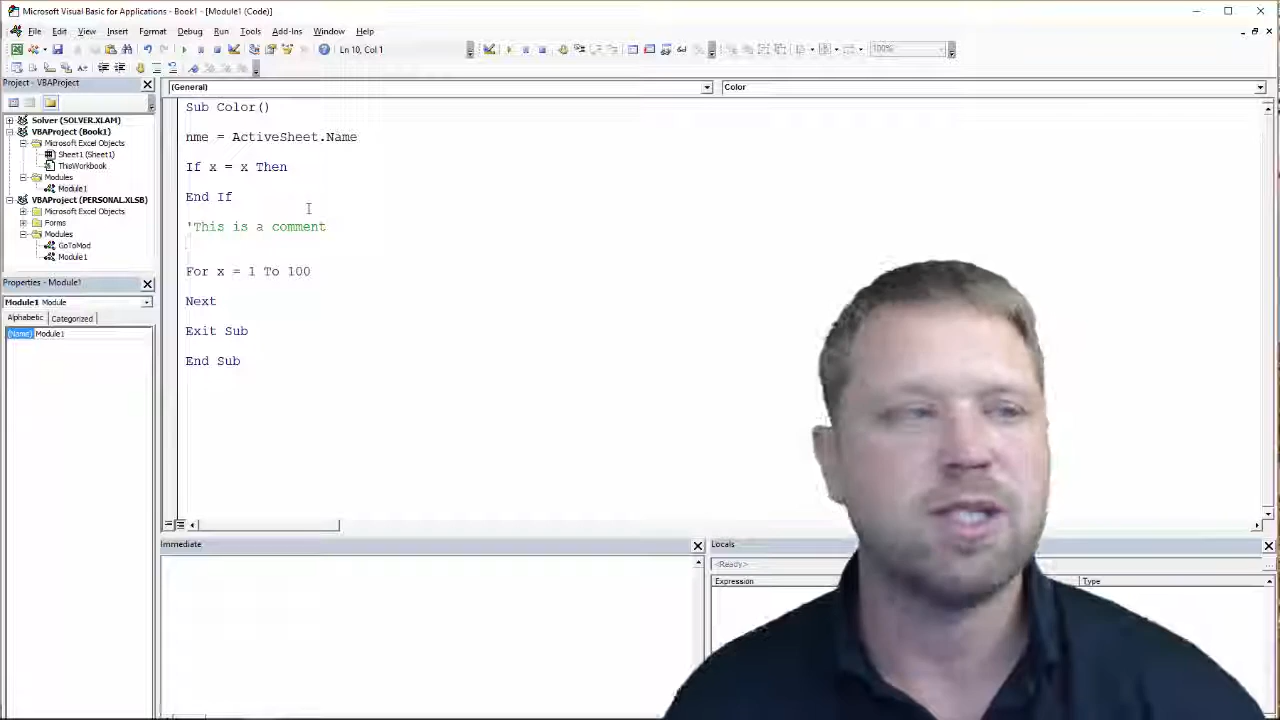 Microsoft Visual Basic for Applications - Book1 - [Module1 (Code)]
File Edit View Insert Format Debug Run Tools Add-Ins Window Help
Ln 10, Col 1
100%
Project - VBAProject
(General)
Color
Solver (SOLVER.XLAM)
VBAProject (Book1)
Microsoft Excel Objects
Sheet1 (Sheet1)
ThisWorkbook
Modules
Module1
VBAProject (PERSONAL.XLSB)
Microsoft Excel Objects
Forms
Modules
GoToMod
Module1
Properties - Module1
Module1 Module
Alphabetic Categorized
(Name) Module1
Sub Color()
nme = ActiveSheet.Name
If x = x Then
End If
'This is a comment
For x = 1 To 100
Next
Exit Sub
End Sub
Immediate
Locals
<Ready>
Expression
Type